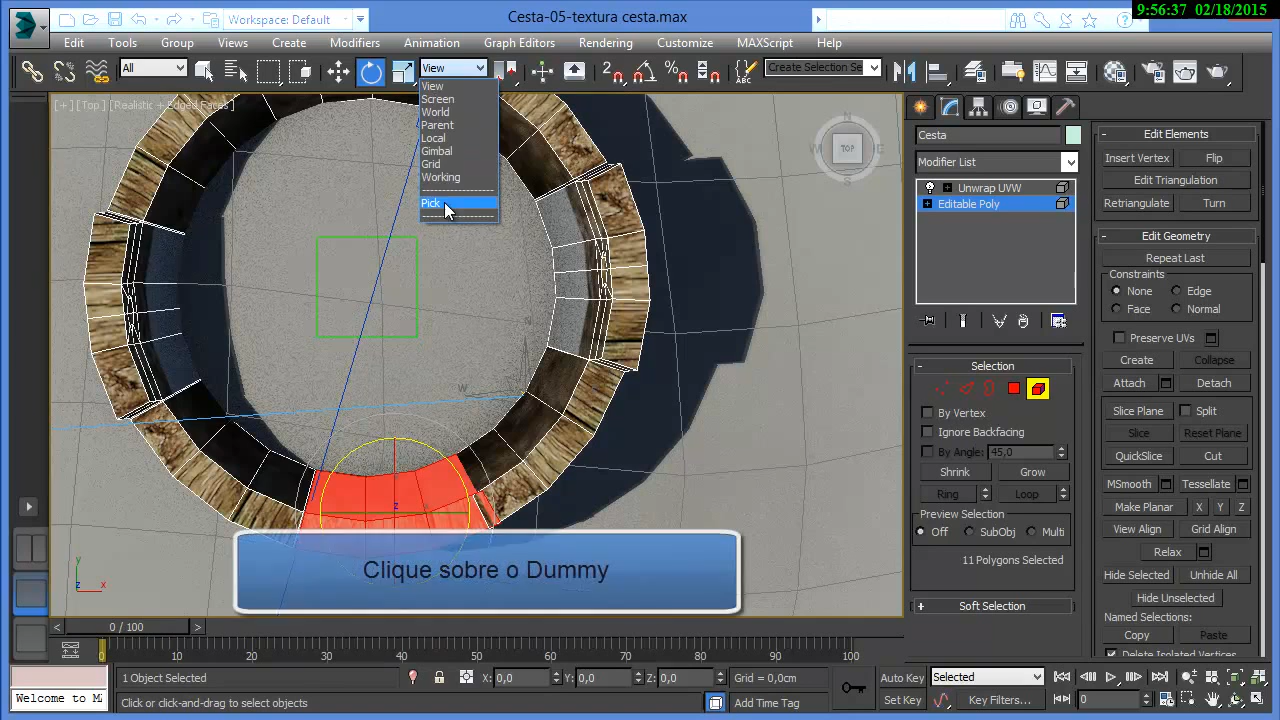 9:56:37 02/18/2015
Workspace: Default
Cesta-05-textura cesta.max
Edit Tools Group Views Create Modifiers Animation Graph Editors Rendering Customize MAXScript Help
All
View
Create Selection Se
[+] [Top] [Realistic + Edged Faces]
View
Screen
World
Parent
Local
Gimbal
Grid
Working
Pick
TOP
W
E
S
N
W
z
y
z
x
Clique sobre o Dummy
Cesta
Modifier List
Unwrap UVW
Editable Poly
Selection
By Vertex
Ignore Backfacing
By Angle: 45,0
Shrink Grow
Ring Loop
Preview Selection
Off SubObj Multi
11 Polygons Selected
Soft Selection
Edit Elements
Insert Vertex Flip
Edit Triangulation
Retriangulate Turn
Edit Geometry
Repeat Last
Constraints
None Edge
Face Normal
Preserve UVs
Create Collapse
Attach Detach
Slice Plane Split
Slice Reset Plane
QuickSlice Cut
MSmooth Tessellate
Make Planar X Y Z
View Align Grid Align
Relax
Hide Selected Unhide All
Hide Unselected
Named Selections:
Copy Paste
Delete Isolated Vertices
< 0 / 100 >
0 10 20 30 40 50 60 70 80 90 100
1 Object Selected X: 0,0 Y: 0,0 Z: 0,0 Grid = 0,0cm Auto Key Selected
Welcome to M
Click or click-and-drag to select objects Add Time Tag Set Key Key Filters... 0